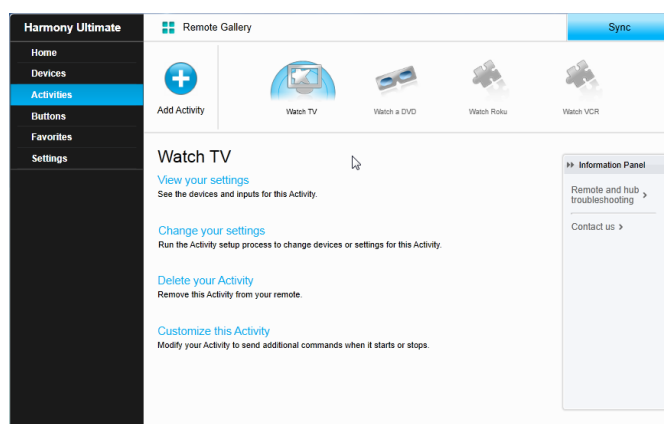 Harmony Ultimate
Remote Gallery
Sync
Home
Devices
Activities
Buttons
Favorites
Settings
Add Activity
Watch TV
Watch a DVD
Watch Roku
Watch VCR
Watch TV
View your settings
See the devices and inputs for this Activity.
Change your settings
Run the Activity setup process to change devices or settings for this Activity.
Delete your Activity
Remove this Activity from your remote.
Customize this Activity
Modify your Activity to send additional commands when it starts or stops.
Information Panel
Remote and hub
troubleshooting
Contact us